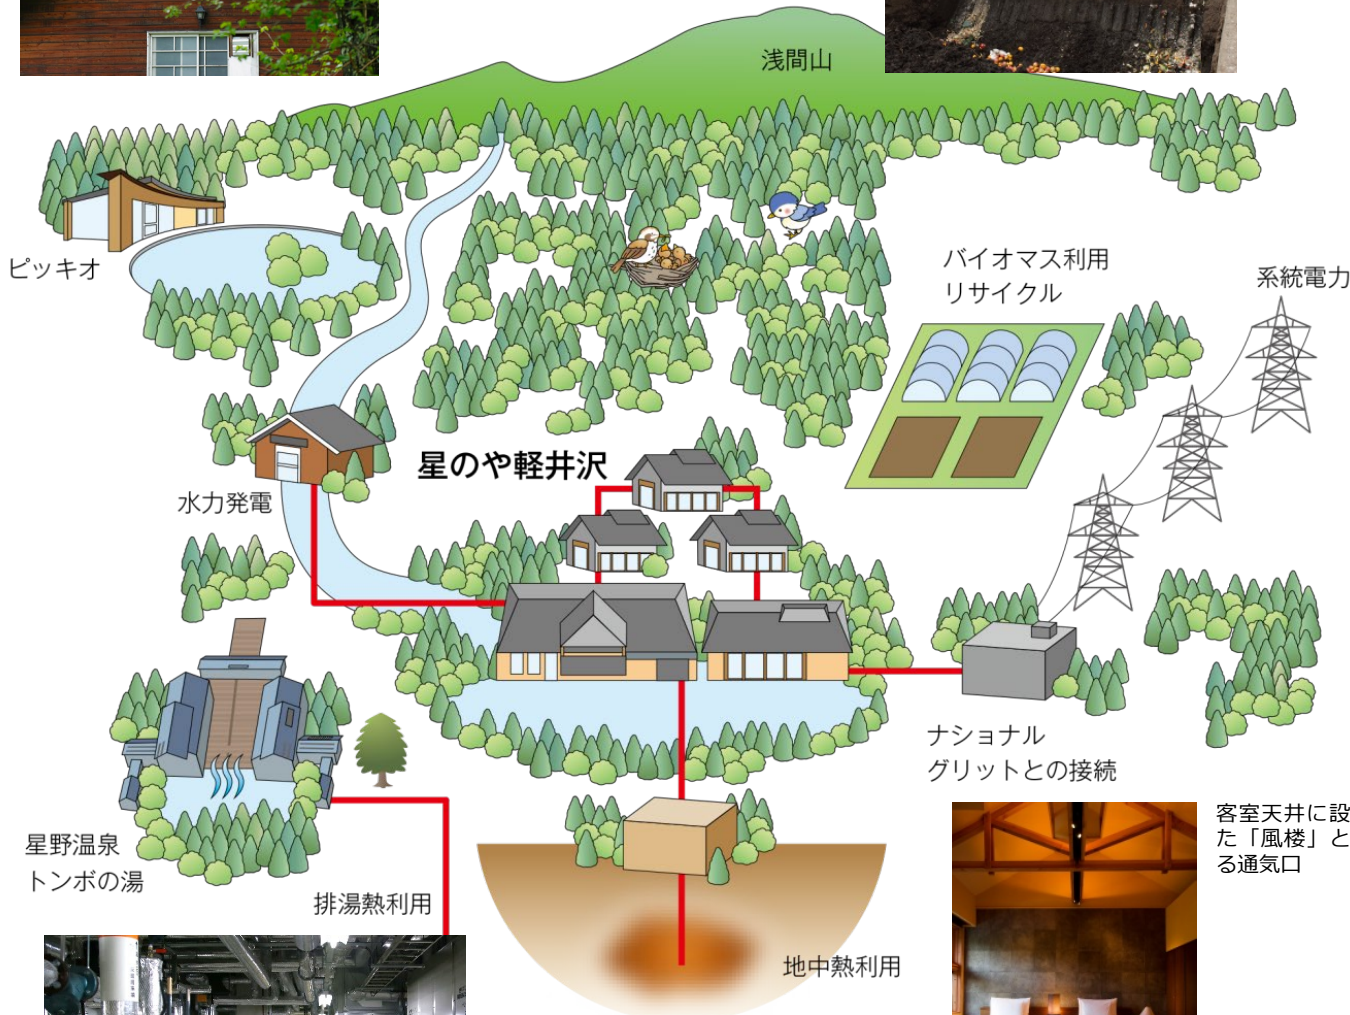 浅間山
ピッキオ
バイオマス利用
リサイクル
系統電力
星のや軽井沢
水力発電
ナショナル
グリットとの接続
客室天井に設
た「風楼」と
る通気口
星野温泉
トンボの湯
排湯熱利用
地中熱利用